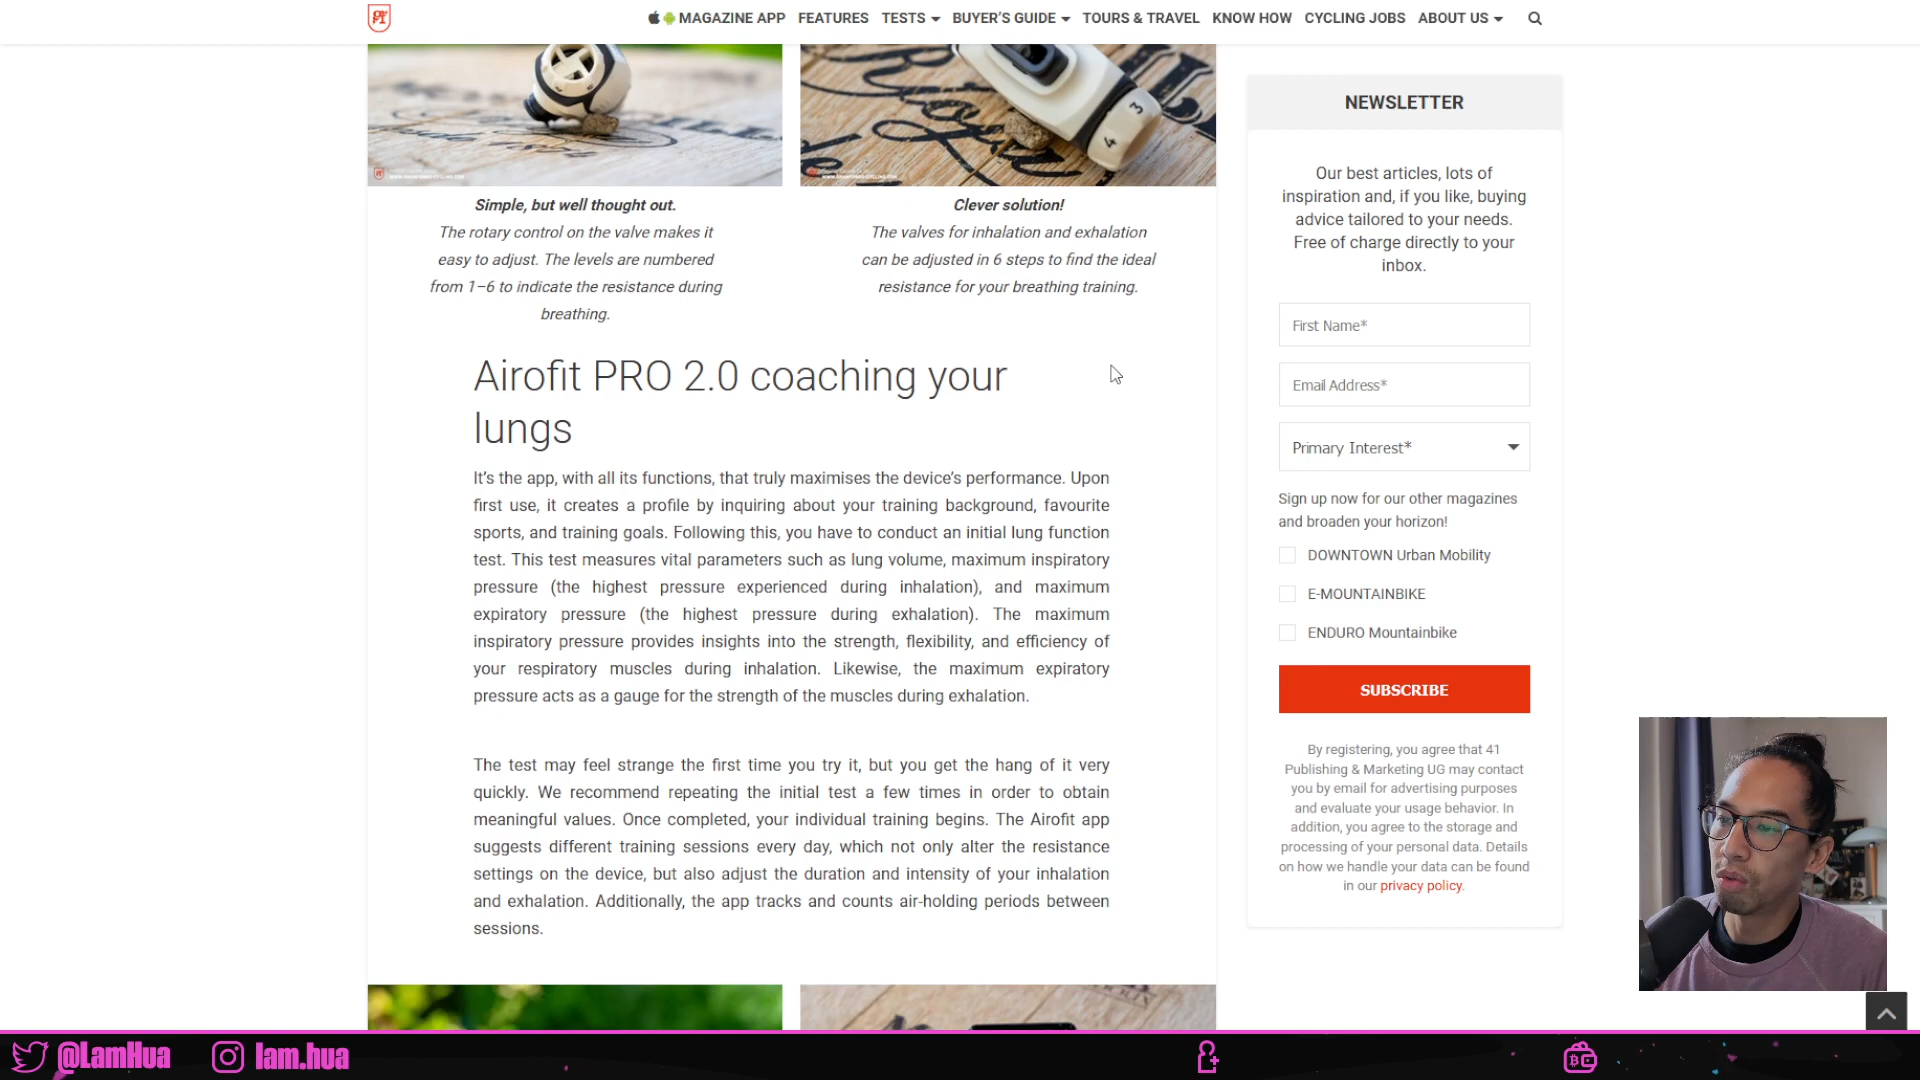 MAGAZINE APP FEATURES TESTS BUYER’S GUIDE TOURS & TRAVEL KNOW HOW CYCLING JOBS ABOUT US
3
4
Simple, but well thought out.
The rotary control on the valve makes it
easy to adjust. The levels are numbered
from 1–6 to indicate the resistance during
breathing.
Clever solution!
The valves for inhalation and exhalation
can be adjusted in 6 steps to find the ideal
resistance for your breathing training.
Airofit PRO 2.0 coaching your
lungs
It’s the app, with all its functions, that truly maximises the device’s performance. Upon
first use, it creates a profile by inquiring about your training background, favourite
sports, and training goals. Following this, you have to conduct an initial lung function
test. This test measures vital parameters such as lung volume, maximum inspiratory
pressure (the highest pressure experienced during inhalation), and maximum
expiratory pressure (the highest pressure during exhalation). The maximum
inspiratory pressure provides insights into the strength, flexibility, and efficiency of
your respiratory muscles during inhalation. Likewise, the maximum expiratory
pressure acts as a gauge for the strength of the muscles during exhalation.
The test may feel strange the first time you try it, but you get the hang of it very
quickly. We recommend repeating the initial test a few times in order to obtain
meaningful values. Once completed, your individual training begins. The Airofit app
suggests different training sessions every day, which not only alter the resistance
settings on the device, but also adjust the duration and intensity of your inhalation
and exhalation. Additionally, the app tracks and counts air-holding periods between
sessions.
NEWSLETTER
Our best articles, lots of
inspiration and, if you like, buying
advice tailored to your needs.
Free of charge directly to your
inbox.
First Name*
Email Address*
Primary Interest*
Sign up now for our other magazines
and broaden your horizon!
DOWNTOWN Urban Mobility
E-MOUNTAINBIKE
ENDURO Mountainbike
SUBSCRIBE
By registering, you agree that 41
Publishing & Marketing UG may contact
you by email for advertising purposes
and evaluate your usage behavior. In
addition, you agree to the storage and
processing of your personal data. Details
on how we handle your data can be found
in our privacy policy.
@LamHua lam.hua